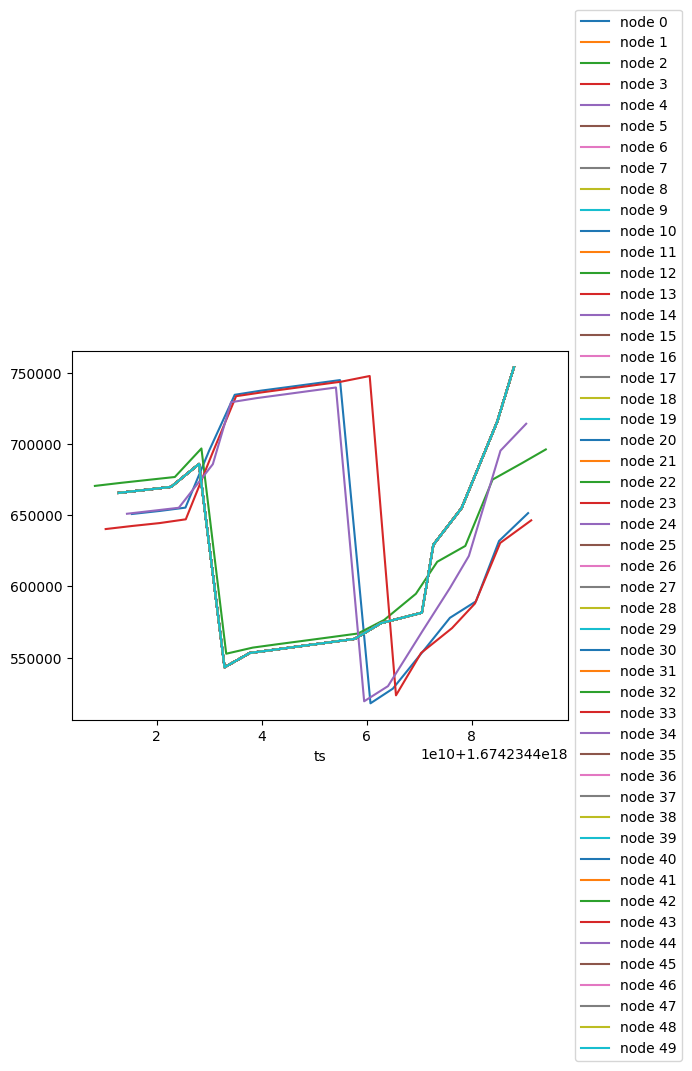 750000
700000
650000
600000
550000
2 4 6 8
ts
1e10+1.6742344e18
node 0
node 1
node 2
node 3
node 4
node 5
node 6
node 7
node 8
node 9
node 10
node 11
node 12
node 13
node 14
node 15
node 16
node 17
node 18
node 19
node 20
node 21
node 22
node 23
node 24
node 25
node 26
node 27
node 28
node 29
node 30
node 31
node 32
node 33
node 34
node 35
node 36
node 37
node 38
node 39
node 40
node 41
node 42
node 43
node 44
node 45
node 46
node 47
node 48
node 49